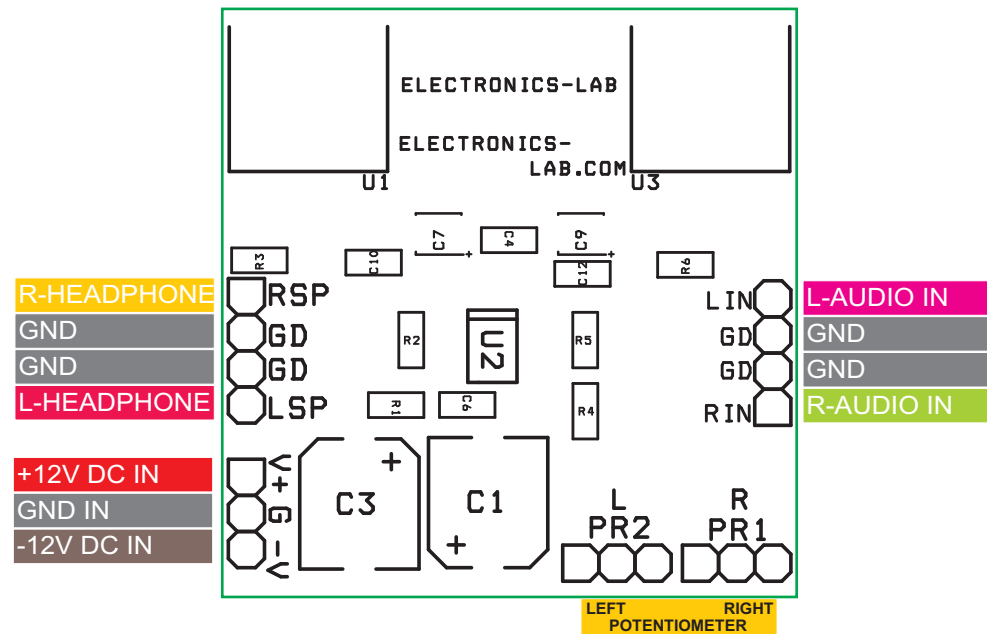 ELECTRONICS-LAB
ELECTRONICS-
LAB.COM
U1
U3
C7
C4
C9
R3
C10
C12
R6
R-HEADPHONE
RSP
LIN
L-AUDIO IN
GND
GD
GD
GND
R2
U2
R5
GND
GD
GD
GND
L-HEADPHONE
LSP
R1
C6
R4
RIN
R-AUDIO IN
+12V DC IN
V+
GND IN
G
-12V DC IN
-V
+
C3
C1
+
L
PR2
R
PR1
LEFT
RIGHT
POTENTIOMETER